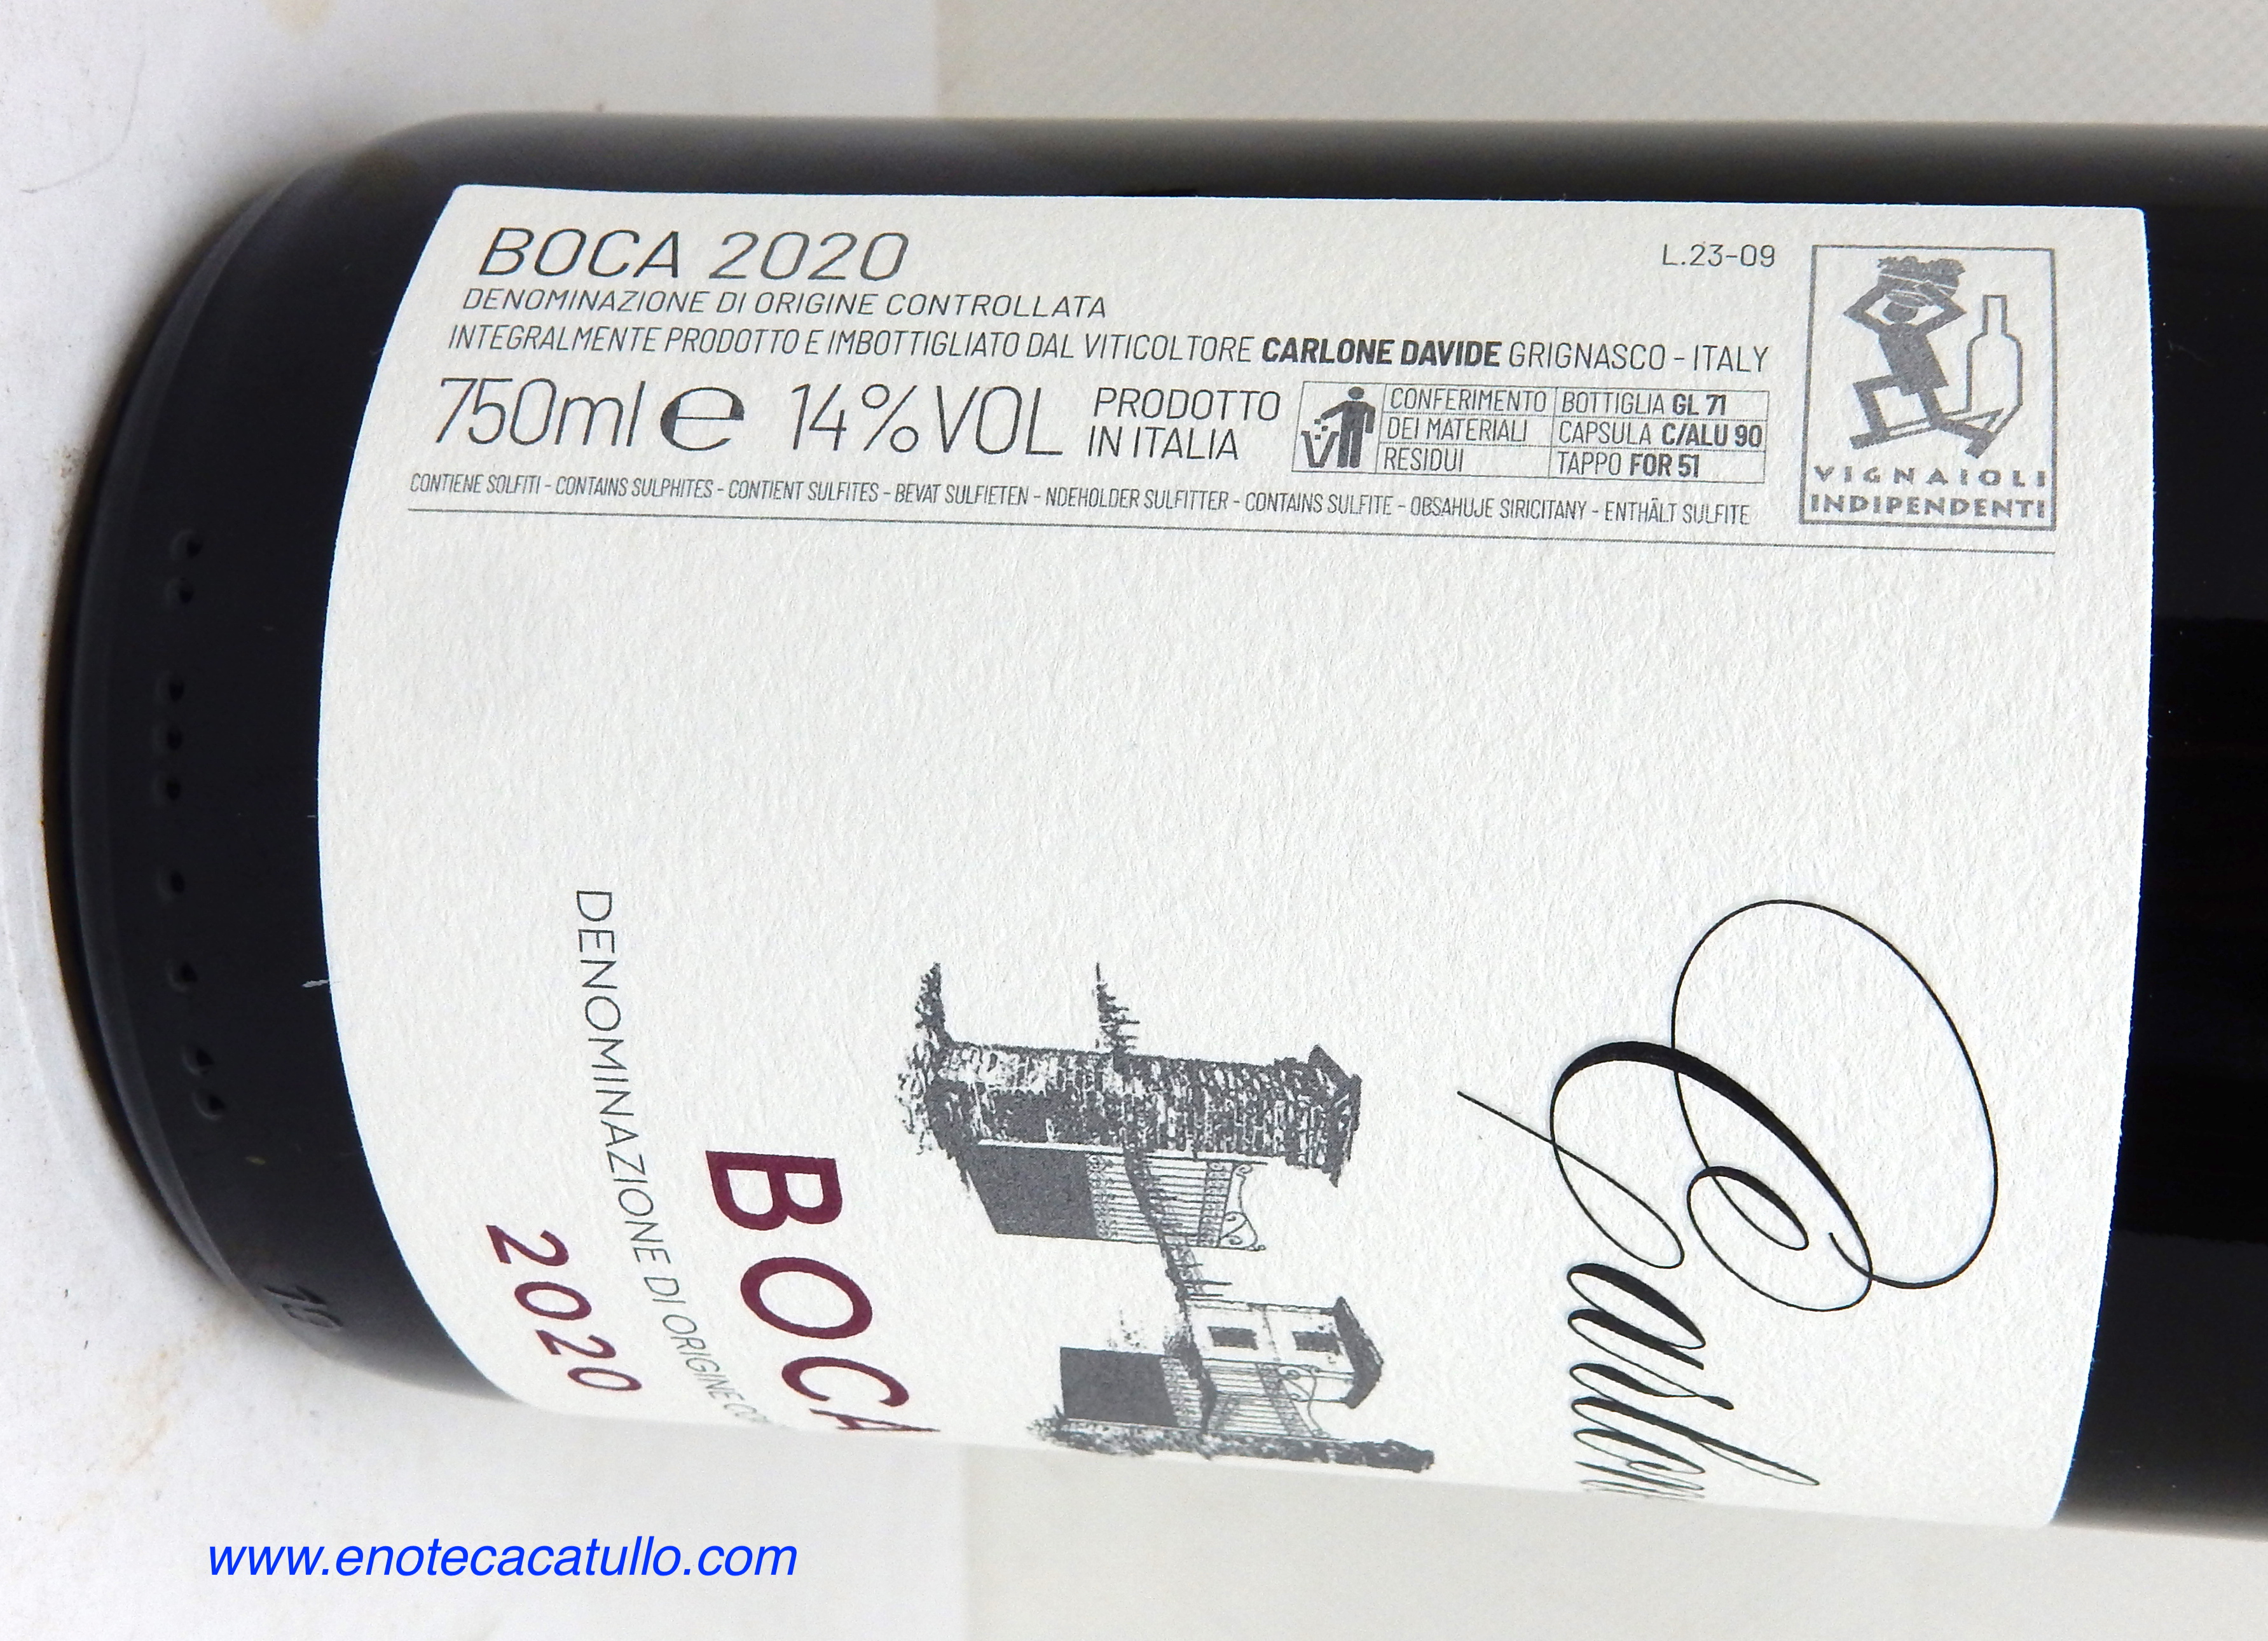 BOCA 2020
L.23-09
DENOMINAZIONE DI ORIGINE CONTROLLATA
INTEGRALMENTE PRODOTTO E IMBOTTIGLIATO DAL VITICOLTORE CARLONE DAVIDE GRIGNASCO - ITALY
750ml e 14% VOL
PRODOTTO
IN ITALIA
CONFERIMENTO
DEI MATERIALI
RESIDUI
BOTTIGLIA GL 71
CAPSULA C/ALU 90
TAPPO FOR 51
CONTIENE SOLFITI - CONTAINS SULPHITES - CONTIENT SULFITES - BEVAT SULFIETEN - NDEHOLDER SULFITTER - CONTAINS SULFITE - OBSAHUJE SIRICITANY - ENTHÄLT SULFITE
VIGNAIOLI
INDIPENDENTI
Carlon
BOCA
DENOMINAZIONE DI ORIGINE CO
2020
www.enotecacatullo.com